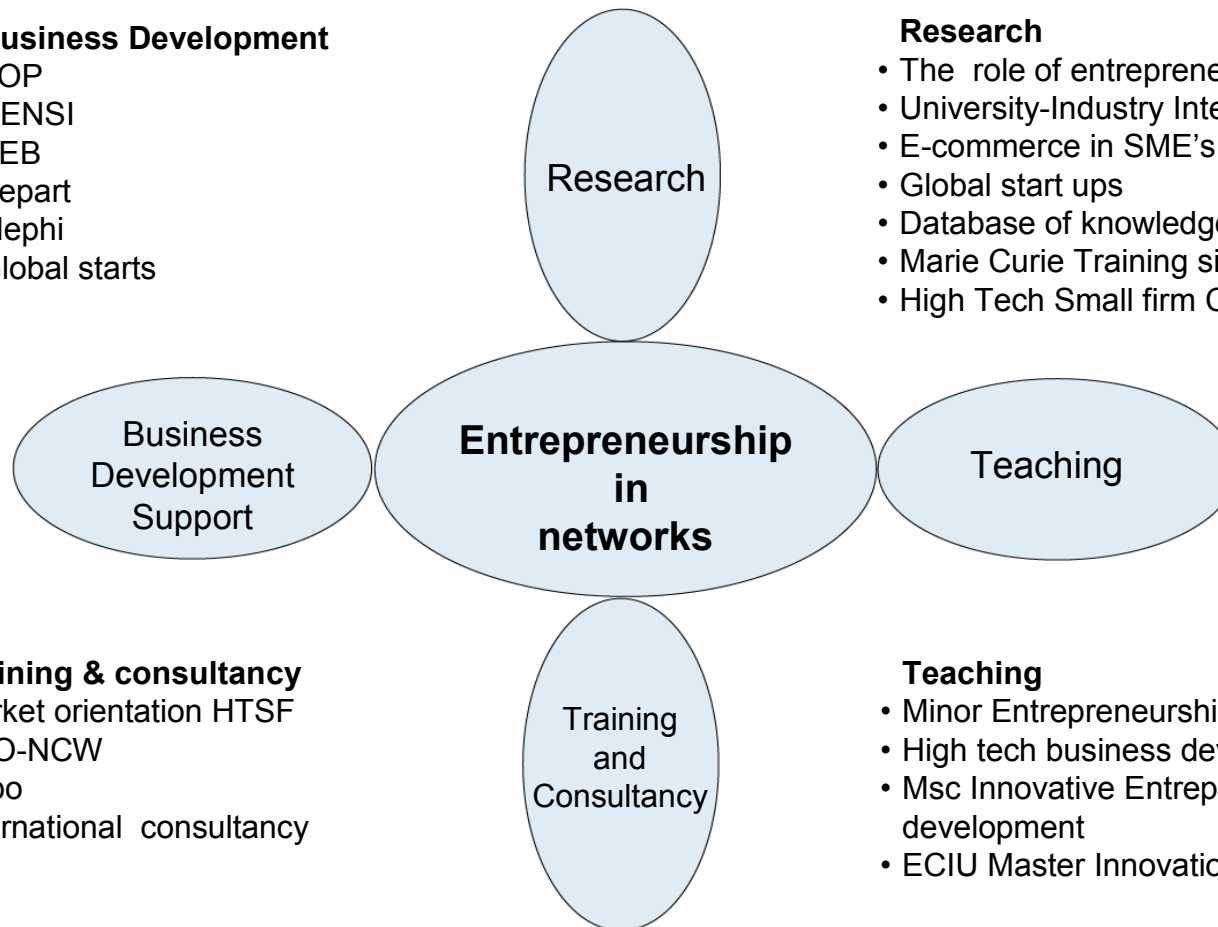 usiness Development
OP
ENSI
EB
epart
lephi
lobal starts
Research
• The role of entreprene
• University-Industry Inte
• E-commerce in SME’s
• Global start ups
• Database of knowledge
• Marie Curie Training si
• High Tech Small firm
Research
Business
Development
Support
Entrepreneurship
in
networks
Teaching
ining & consultancy
rket orientation HTSF
O-NCW
oo
rnational consultancy
Training
and
Consultancy
Teaching
• Minor Entrepreneurshi
• High tech business de
• Msc Innovative Entrep
development
• ECIU Master Innovatio